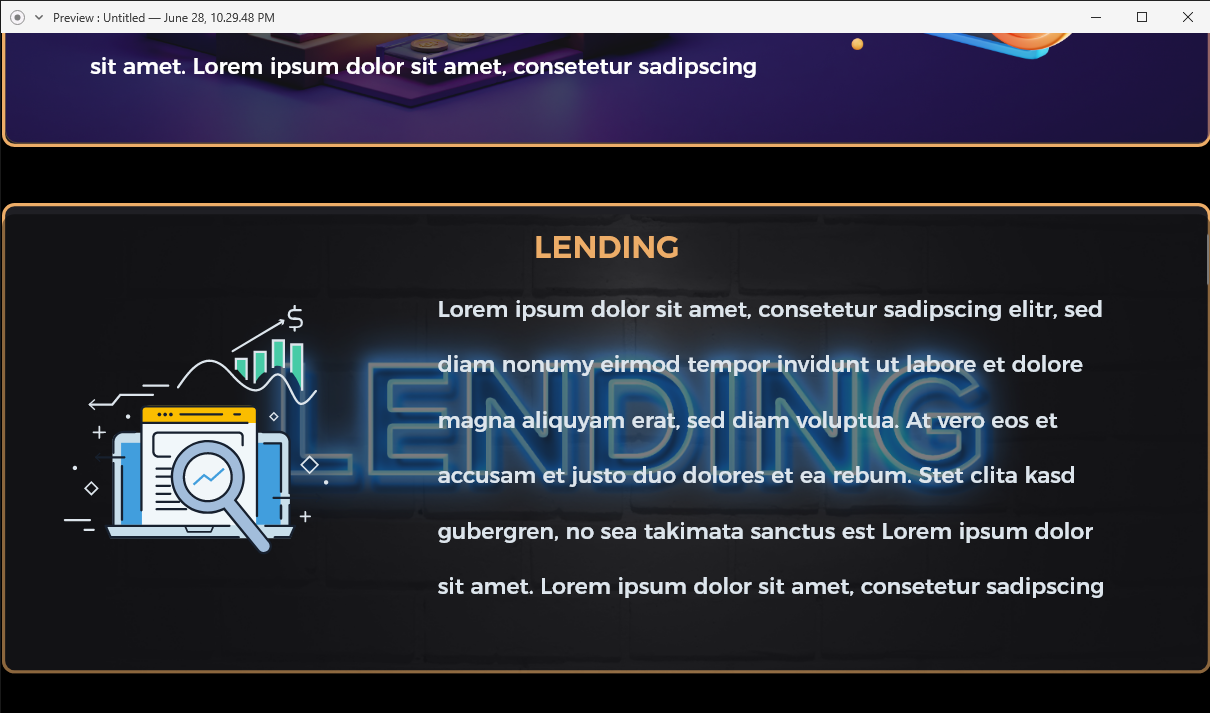 Preview : Untitled — June 28, 10.29.48 PM
sit amet. Lorem ipsum dolor sit amet, consetetur sadipscing
LENDING
$
Lorem ipsum dolor sit amet, consetetur sadipscing elitr, sed
diam nonumy eirmod tempor invidunt ut labore et dolore
LENDING
magna aliquyam erat, sed diam voluptua. At vero eos et
accusam et justo duo dolores et ea rebum. Stet clita kasd
gubergren, no sea takimata sanctus est Lorem ipsum dolor
sit amet. Lorem ipsum dolor sit amet, consetetur sadipscing